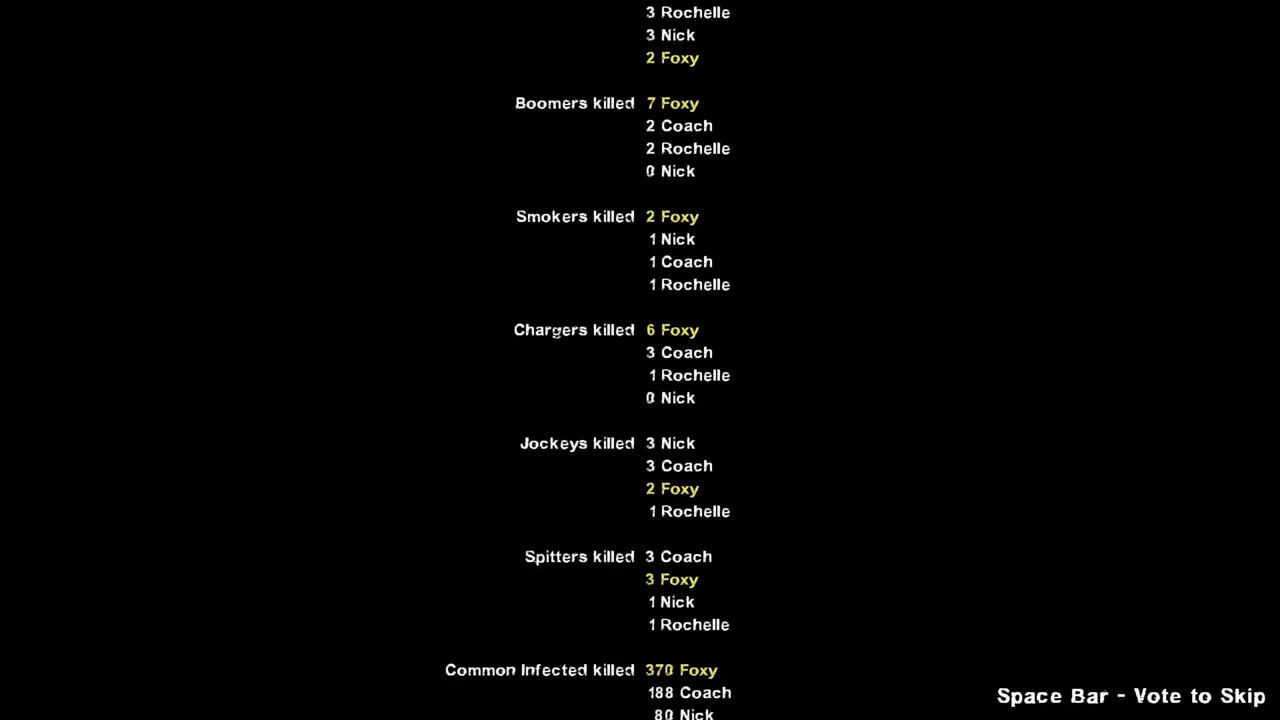 3 Rochelle
3 Nick
2 Foxy
Boomers killed 7 Foxy
2 Coach
2 Rochelle
0 Nick
Smokers killed 2 Foxy
1 Nick
1 Coach
1 Rochelle
Chargers killed 6 Foxy
3 Coach
1 Rochelle
0 Nick
Jockeys killed 3 Nick
3 Coach
2 Foxy
1 Rochelle
Spitters killed 3 Coach
3 Foxy
1 Nick
1 Rochelle
Common Infected killed 370 Foxy
188 Coach
80 Nick
Space Bar - Vote to Skip